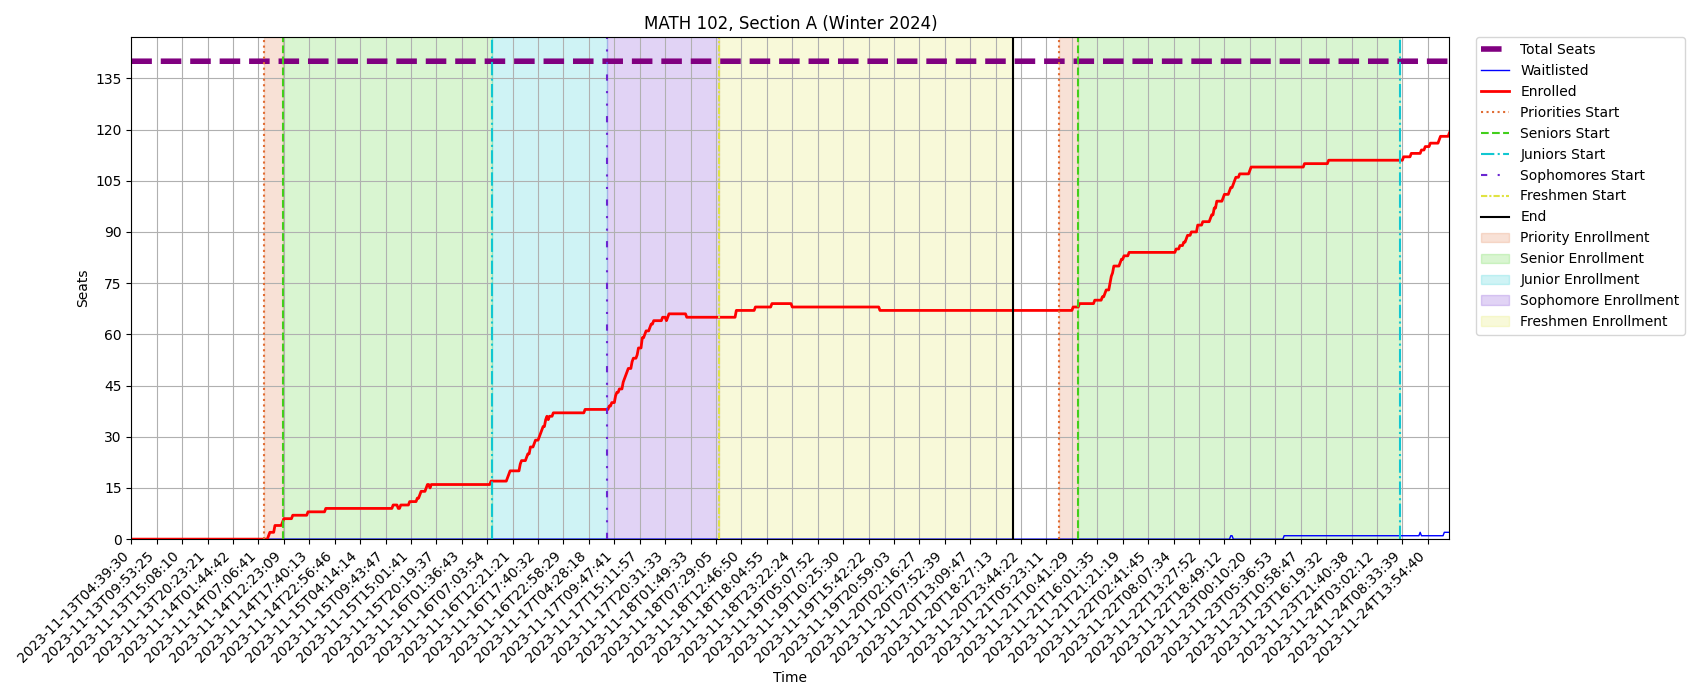 MATH 102, Section A (Winter 2024)
Seats
135
120
105
90
75
60
45
30
15
0
2023-11-13T04:39:30
2023-11-13T09:53:25
2023-11-13T15:08:10
2023-11-13T20:23:21
2023-11-14T01:44:42
2023-11-14T07:06:41
2023-11-14T12:23:09
2023-11-14T17:40:13
2023-11-14T22:56:46
2023-11-15T04:14:14
2023-11-15T09:43:47
2023-11-15T15:01:41
2023-11-15T20:19:37
2023-11-16T01:36:43
2023-11-16T07:03:54
2023-11-16T12:21:21
2023-11-16T17:40:32
2023-11-16T22:58:29
2023-11-17T04:28:18
2023-11-17T09:47:41
2023-11-17T15:11:57
2023-11-17T20:31:33
2023-11-18T01:49:33
2023-11-18T07:29:05
2023-11-18T12:46:50
2023-11-18T18:04:55
2023-11-18T23:22:24
2023-11-19T05:07:52
2023-11-19T10:25:30
2023-11-19T15:42:22
2023-11-19T20:59:03
2023-11-20T02:16:27
2023-11-20T07:52:39
2023-11-20T13:09:47
2023-11-20T18:27:13
2023-11-20T23:44:22
2023-11-21T05:23:11
2023-11-21T10:41:29
2023-11-21T16:01:35
2023-11-21T21:21:19
2023-11-22T02:41:45
2023-11-22T08:07:34
2023-11-22T13:27:52
2023-11-22T18:49:12
2023-11-23T00:10:20
2023-11-23T05:36:53
2023-11-23T10:58:47
2023-11-23T16:19:32
2023-11-23T21:40:38
2023-11-24T03:02:12
2023-11-24T08:33:39
2023-11-24T13:54:40
Time
Total Seats
Waitlisted
Enrolled
Priorities Start
Seniors Start
Juniors Start
Sophomores Start
Freshmen Start
End
Priority Enrollment
Senior Enrollment
Junior Enrollment
Sophomore Enrollment
Freshmen Enrollment